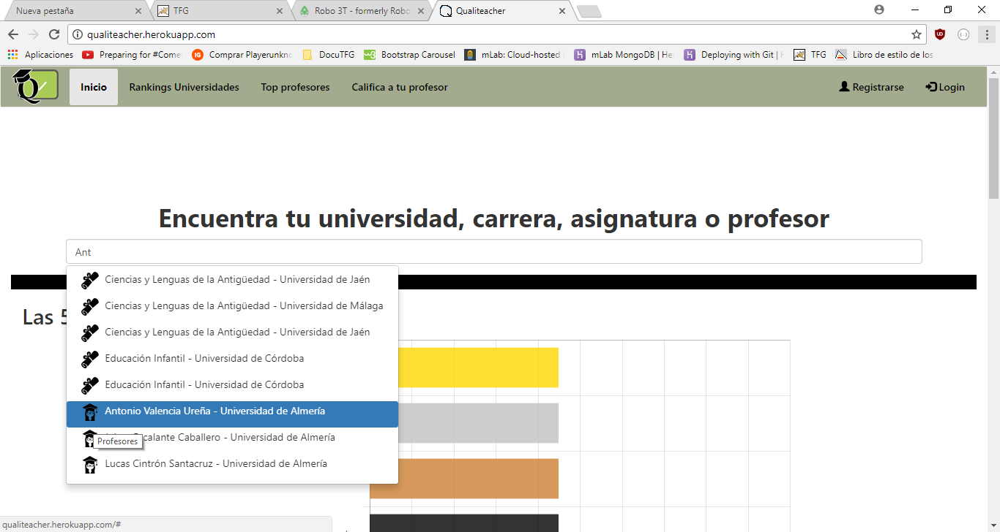 Nueva pestaña
TFG
Robo 3T - formerly Robo
Qualiteacher
qualiteacher.herokuapp.com
Aplicaciones
Preparing for #Come
Comprar Playerunkno
DocuTFG
Bootstrap Carousel
mLab: Cloud-hosted
mLab MongoDB | He
Deploying with Git | H
TFG
Libro de estilo de los
Inicio
Rankings Universidades
Top profesores
Califica a tu profesor
Registrarse
Login
Encuentra tu universidad, carrera, asignatura o profesor
Ant
Ciencias y Lenguas de la Antigüedad - Universidad de Jaén
Ciencias y Lenguas de la Antigüedad - Universidad de Málaga
Ciencias y Lenguas de la Antigüedad - Universidad de Jaén
Educación Infantil - Universidad de Córdoba
Educación Infantil - Universidad de Córdoba
Antonio Valencia Ureña - Universidad de Almería
Escalante Caballero - Universidad de Almería
Profesores
Lucas Cintrón Santacruz - Universidad de Almería
Las 5
qualiteacher.herokuapp.com/#